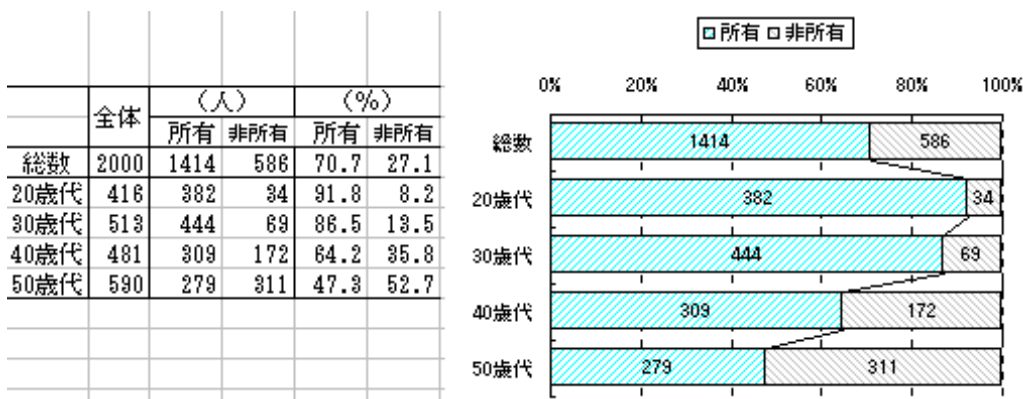 全体 (人) (%)
所有 非所有 所有 非所有
総数 2000 1414 586 70.7 27.1
20歳代 416 382 34 91.8 8.2
30歳代 513 444 69 86.5 13.5
40歳代 481 309 172 64.2 35.8
50歳代 590 279 311 47.3 52.7
所有 非所有
0% 20% 40% 60% 80% 100%
総数 1414 586
20歳代 382 34
30歳代 444 69
40歳代 309 172
50歳代 279 311